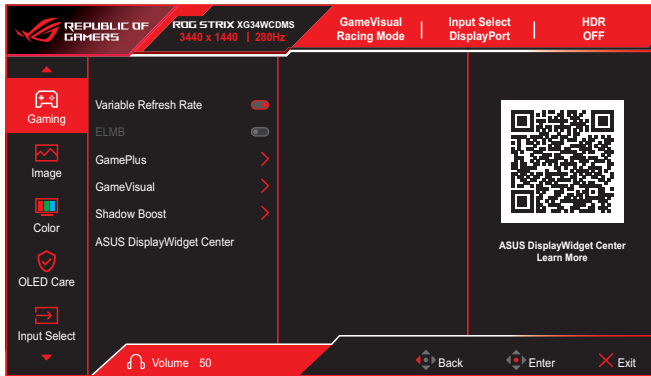 REPUBLIC OF
GAMERS
ROG STRIX XG34WCDMS
3440 x 1440 | 280Hz
GameVisual
Racing Mode
Input Select
DisplayPort
HDR
OFF
Gaming
Image
Color
OLED Care
Input Select
Variable Refresh Rate
ELMB
GamePlus
GameVisual
Shadow Boost
ASUS DisplayWidget Center
ASUS DisplayWidget Center
Learn More
Volume 50
Back
Enter
Exit